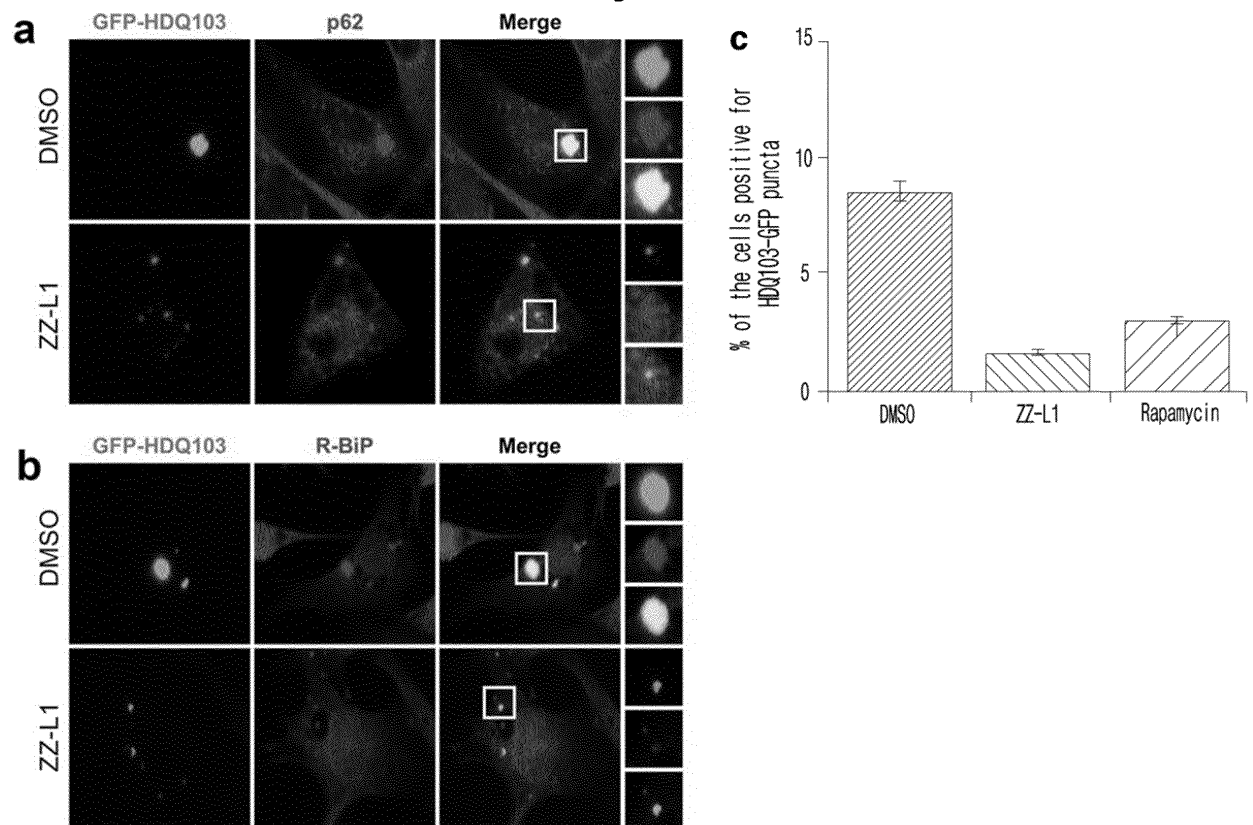 a
GFP-HDQ103 p62 Merge
DMSO
ZZ-L1
b
GFP-HDQ103 R-BiP Merge
DMSO
ZZ-L1
c
% of the cells positive for
HDQ103-GFP puncta
15
10
5
0
DMSO ZZ-L1 Rapamycin